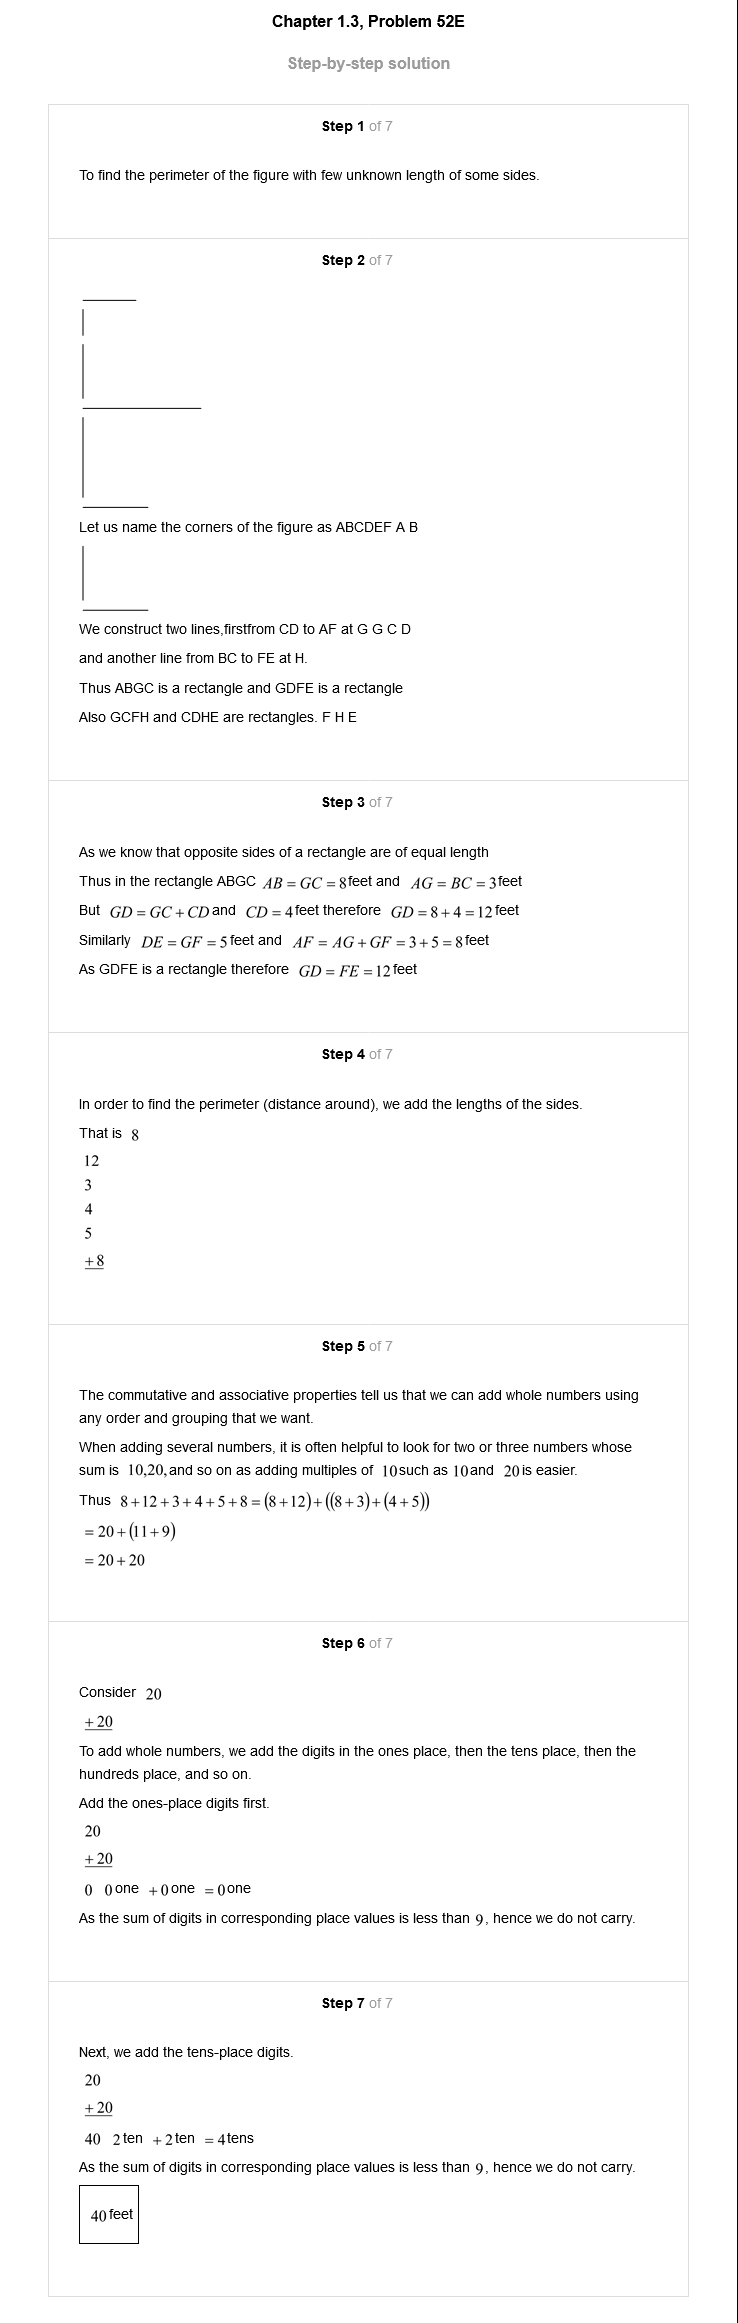 Chapter 1.3, Problem 52E
Step-by-step solution
Step 1 of 7
To find the perimeter of the figure with few unknown length of some sides.
Step 2 of 7
Let us name the corners of the figure as ABCDEF A B
We construct two lines,firstfrom CD to AF at G G C D
and another line from BC to FE at H.
Thus ABGC is a rectangle and GDFE is a rectangle
Also GCFH and CDHE are rectangles. F H E
Step 3 of 7
As we know that opposite sides of a rectangle are of equal length
Thus in the rectangle ABGC AB = GC = 8 feet and AG = BC = 3 feet
But GD = GC + CD and CD = 4 feet therefore GD = 8 + 4 = 12 feet
Similarly DE = GF = 5 feet and AF = AG + GF = 3 + 5 = 8 feet
As GDFE is a rectangle therefore GD = FE = 12 feet
Step 4 of 7
In order to find the perimeter (distance around), we add the lengths of the sides.
That is 8
12
3
4
5
+8
Step 5 of 7
The commutative and associative properties tell us that we can add whole numbers using
any order and grouping that we want.
When adding several numbers, it is often helpful to look for two or three numbers whose
sum is 10,20, and so on as adding multiples of 10 such as 10 and 20 is easier.
Thus 8+12+3+4+5+8 = (8+12)+((8+3)+(4+5))
= 20+(11+9)
= 20+20
Step 6 of 7
Consider 20
+20
To add whole numbers, we add the digits in the ones place, then the tens place, then the
hundreds place, and so on.
Add the ones-place digits first.
20
+20
0 0 one +0 one =0 one
As the sum of digits in corresponding place values is less than 9, hence we do not carry.
Step 7 of 7
Next, we add the tens-place digits.
20
+20
40 2 ten +2 ten =4 tens
As the sum of digits in corresponding place values is less than 9, hence we do not carry.
40 feet